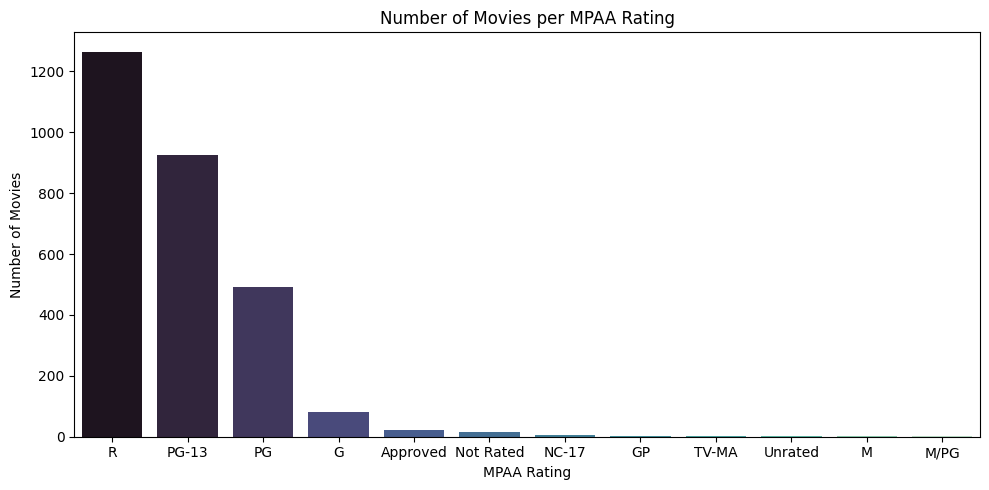 Number of Movies per MPAA Rating
Number of Movies
1200
1000
800
600
400
200
0
R PG-13 PG G Approved Not Rated NC-17 GP TV-MA Unrated M M/PG
MPAA Rating